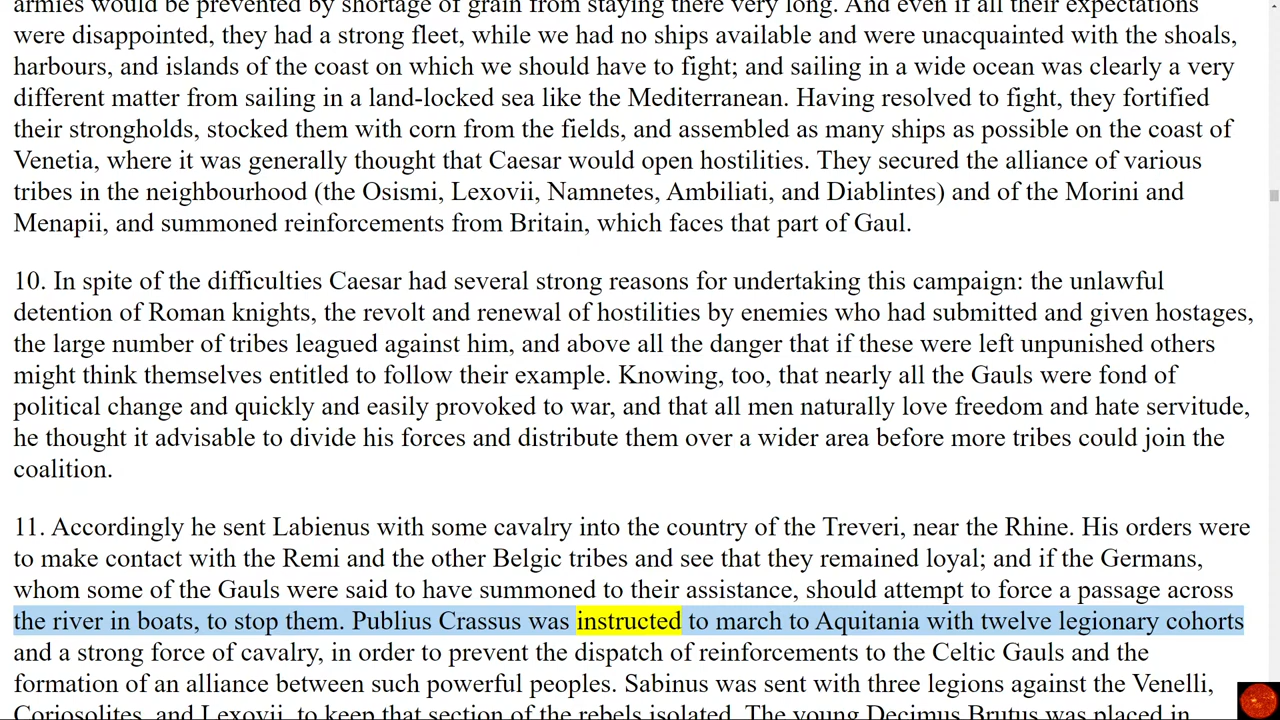 armies would be prevented by shortage of grain from staying there very long. And even if all their expectations
were disappointed, they had a strong fleet, while we had no ships available and were unacquainted with the shoals,
harbours, and islands of the coast on which we should have to fight; and sailing in a wide ocean was clearly a very
different matter from sailing in a land-locked sea like the Mediterranean. Having resolved to fight, they fortified
their strongholds, stocked them with corn from the fields, and assembled as many ships as possible on the coast of
Venetia, where it was generally thought that Caesar would open hostilities. They secured the alliance of various
tribes in the neighbourhood (the Osismi, Lexovii, Namnetes, Ambiliati, and Diablintes) and of the Morini and
Menapii, and summoned reinforcements from Britain, which faces that part of Gaul.
10. In spite of the difficulties Caesar had several strong reasons for undertaking this campaign: the unlawful
detention of Roman knights, the revolt and renewal of hostilities by enemies who had submitted and given hostages,
the large number of tribes leagued against him, and above all the danger that if these were left unpunished others
might think themselves entitled to follow their example. Knowing, too, that nearly all the Gauls were fond of
political change and quickly and easily provoked to war, and that all men naturally love freedom and hate servitude,
he thought it advisable to divide his forces and distribute them over a wider area before more tribes could join the
coalition.
11. Accordingly he sent Labienus with some cavalry into the country of the Treveri, near the Rhine. His orders were
to make contact with the Remi and the other Belgic tribes and see that they remained loyal; and if the Germans,
whom some of the Gauls were said to have summoned to their assistance, should attempt to force a passage across
the river in boats, to stop them. Publius Crassus was instructed to march to Aquitania with twelve legionary cohorts
and a strong force of cavalry, in order to prevent the dispatch of reinforcements to the Celtic Gauls and the
formation of an alliance between such powerful peoples. Sabinus was sent with three legions against the Venelli,
Coriosolites, and Lexovii, to keep that section of the rebels isolated. The young Decimus Brutus was placed in